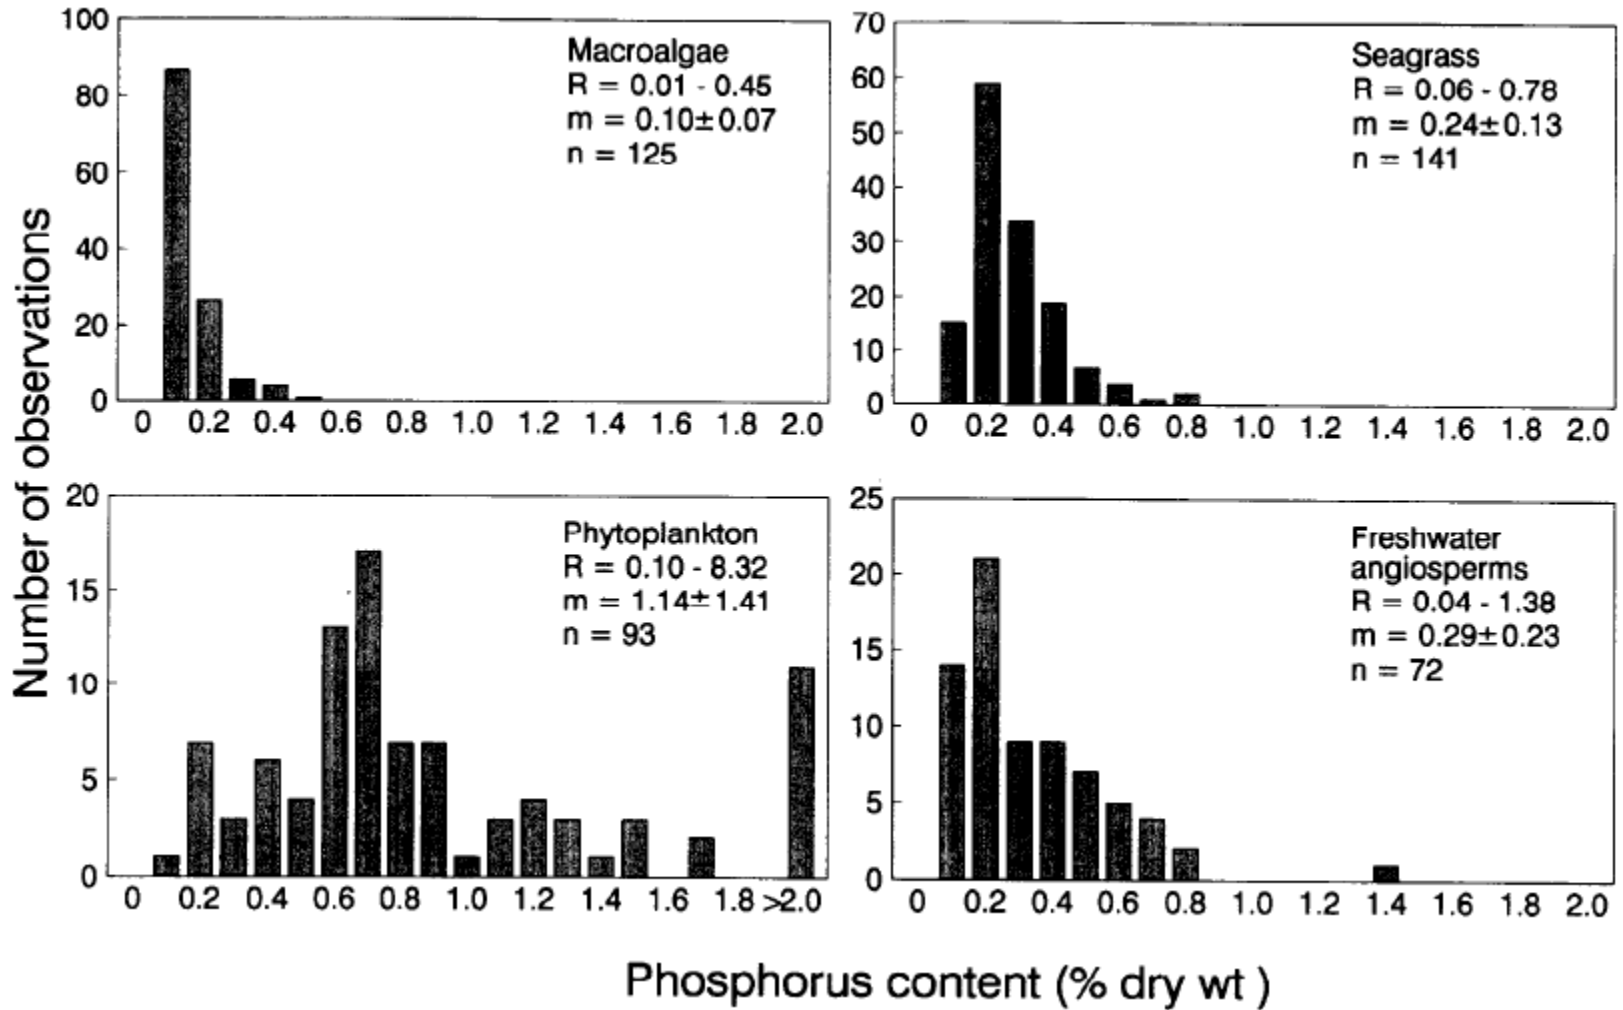 Number of observations
100
80
60
40
20
0
Macroalgae
R = 0.01 - 0.45
m = 0.10±0.07
n = 125
0 0.2 0.4 0.6 0.8 1.0 1.2 1.4 1.6 1.8 2.0
70
60
50
40
30
20
10
0
Seagrass
R = 0.06 - 0.78
m = 0.24±0.13
n = 141
0 0.2 0.4 0.6 0.8 1.0 1.2 1.4 1.6 1.8 2.0
20
15
10
5
0
Phytoplankton
R = 0.10 - 8.32
m = 1.14±1.41
n = 93
0 0.2 0.4 0.6 0.8 1.0 1.2 1.4 1.6 1.8 >2.0
25
20
15
10
5
0
Freshwater
angiosperms
R = 0.04 - 1.38
m = 0.29±0.23
n = 72
0 0.2 0.4 0.6 0.8 1.0 1.2 1.4 1.6 1.8 2.0
Phosphorus content (% dry wt )